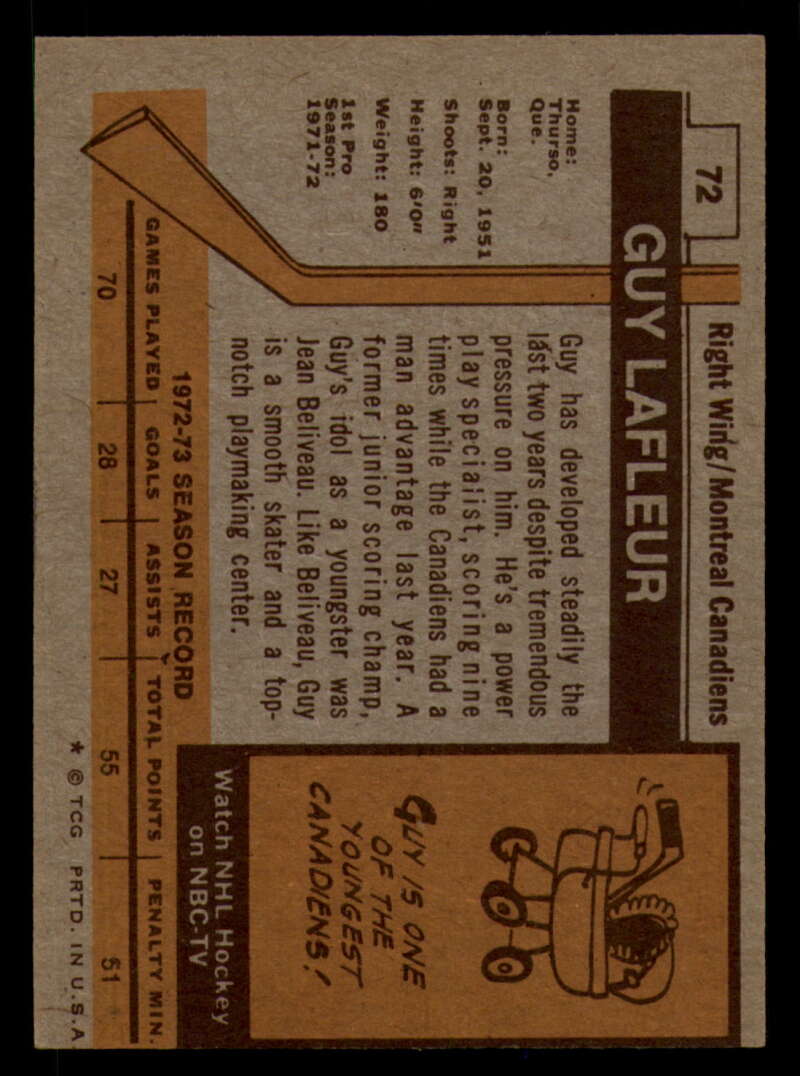 72
Right Wing/Montreal Canadiens
GUY LAFLEUR
Home:
Thurso,
Que.
Born:
Sept. 20, 1951
Shoots: Right
Height: 6'0"
Weight: 180
1st Pro
Season:
1971-72
Guy has developed steadily the
last two years despite tremendous
pressure on him. He's a power
play specialist, scoring nine
times while the Canadiens had a
man advantage last year. A
former junior scoring champ,
Guy's idol as a youngster was
Jean Beliveau. Like Beliveau, Guy
is a smooth skater and a top-
notch playmaking center.
GUY IS ONE
OF THE
YOUNGEST
CANADIENS!
Watch NHL Hockey
on NBC-TV
1972-73 SEASON RECORD
GAMES PLAYED GOALS ASSISTS TOTAL POINTS PENALTY MIN.
70 28 27 55 51
* © TCG PRTD. IN U.S.A.